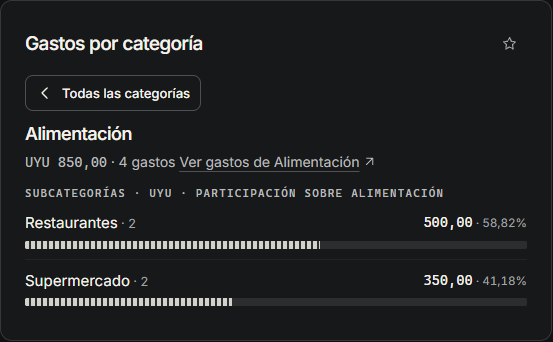 Gastos por categoría
Todas las categorías
Alimentación
UYU 850,00 · 4 gastos Ver gastos de Alimentación ↗
SUBCATEGORÍAS · UYU · PARTICIPACIÓN SOBRE ALIMENTACIÓN
Restaurantes · 2 500,00 · 58,82%
Supermercado · 2 350,00 · 41,18%